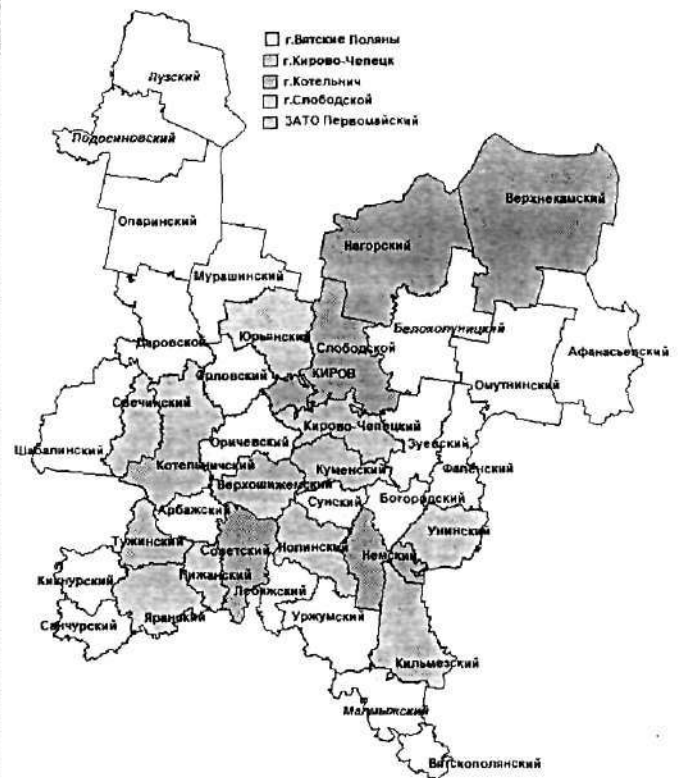 г.Вятские Поляны
г.Кирово-Чепецк
г.Котельнич
г.Слободской
ЗАТО Первомайский
Лузский
Подосиновский
Опаринский
Верхнекамский
Нагорский
Мурашинский
Юрьянский
Белохолуницкий
Даровской
Слободской
Афанасьевский
Орловский
КИРОВ
Омутнинский
Свечинский
Кирово-Чепецкий
Шабалинский
Оричевский
Зуевский
Котельничский
Куменский
Фаленский
Верхошижемский
Богородский
Сунский
Арбажский
Унинский
Тужинский
Советский
Нолинский
Немский
Кикнурский
Пижанский
Лебяжский
Санчурский
Яранский
Уржумский
Кильмезский
Малмыжский
Вятскополянский